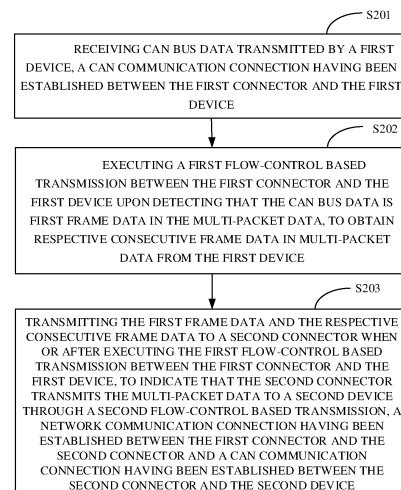 S201
RECEIVING CAN BUS DATA TRANSMITTED BY A FIRST
DEVICE, A CAN COMMUNICATION CONNECTION HAVING BEEN
ESTABLISHED BETWEEN THE FIRST CONNECTOR AND THE FIRST
DEVICE
S202
EXECUTING A FIRST FLOW-CONTROL BASED
TRANSMISSION BETWEEN THE FIRST CONNECTOR AND THE
FIRST DEVICE UPON DETECTING THAT THE CAN BUS DATA IS
FIRST FRAME DATA IN THE MULTI-PACKET DATA, TO OBTAIN
RESPECTIVE CONSECUTIVE FRAME DATA IN MULTI-PACKET
DATA FROM THE FIRST DEVICE
S203
TRANSMITTING THE FIRST FRAME DATA AND THE RESPECTIVE
CONSECUTIVE FRAME DATA TO A SECOND CONNECTOR WHEN
OR AFTER EXECUTING THE FIRST FLOW-CONTROL BASED
TRANSMISSION BETWEEN THE FIRST CONNECTOR AND THE
FIRST DEVICE, TO INDICATE THAT THE SECOND CONNECTOR
TRANSMITS THE MULTI-PACKET DATA TO A SECOND DEVICE
THROUGH A SECOND FLOW-CONTROL BASED TRANSMISSION, A
NETWORK COMMUNICATION CONNECTION HAVING BEEN
ESTABLISHED BETWEEN THE FIRST CONNECTOR AND THE
SECOND CONNECTOR AND A CAN COMMUNICATION
CONNECTION HAVING BEEN ESTABLISHED BETWEEN THE
SECOND CONNECTOR AND THE SECOND DEVICE